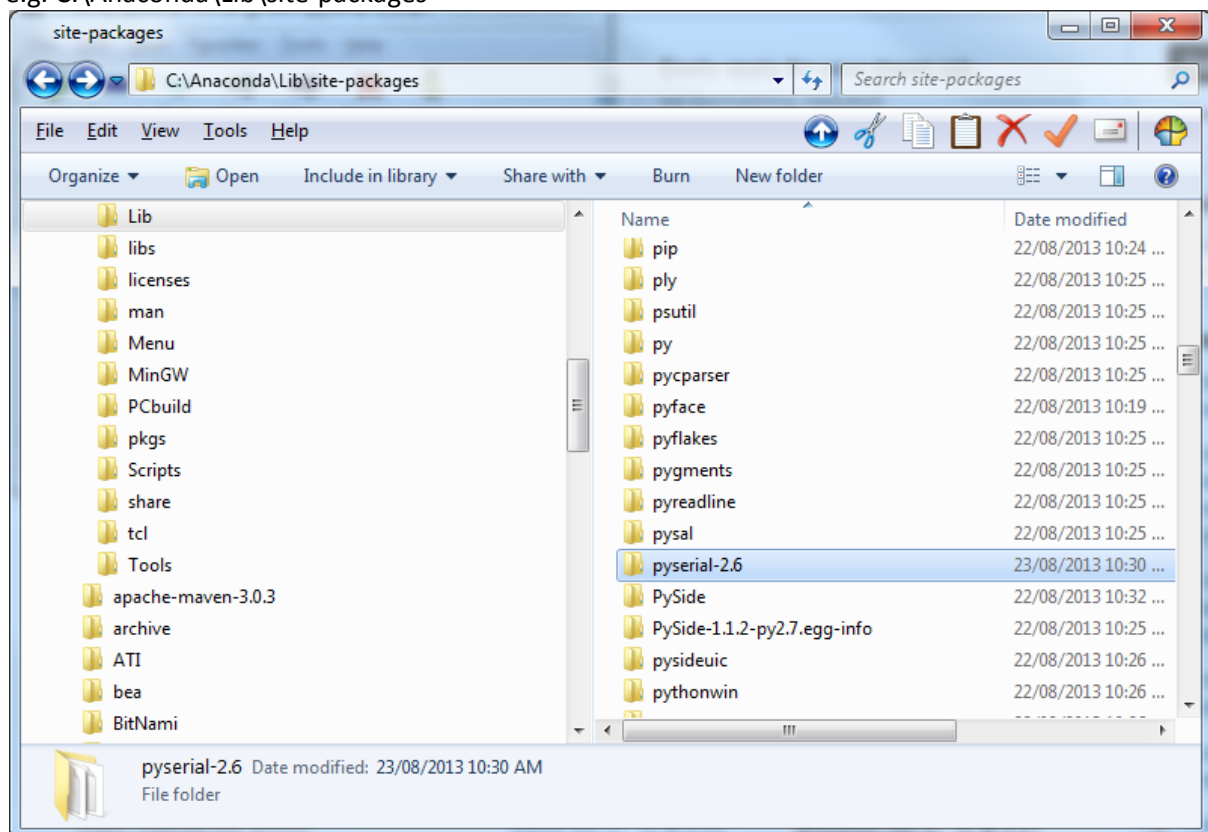 e.g. C:\Anaconda\Lib\site-packages
site-packages
C:\Anaconda\Lib\site-packages
Search site-packages
File Edit View Tools Help
Organize Open Include in library Share with Burn New folder
Lib
libs
licenses
man
Menu
MinGW
PCbuild
pkgs
Scripts
share
tcl
Tools
apache-maven-3.0.3
archive
ATI
bea
BitNami
Name Date modified
pip 22/08/2013 10:24 ...
ply 22/08/2013 10:25 ...
psutil 22/08/2013 10:25 ...
py 22/08/2013 10:25 ...
pycparser 22/08/2013 10:25 ...
pyface 22/08/2013 10:19 ...
pyflakes 22/08/2013 10:25 ...
pygments 22/08/2013 10:25 ...
pyreadline 22/08/2013 10:25 ...
pysal 22/08/2013 10:25 ...
pyserial-2.6 23/08/2013 10:30 ...
PySide 22/08/2013 10:32 ...
PySide-1.1.2-py2.7.egg-info 22/08/2013 10:25 ...
pysideuic 22/08/2013 10:26 ...
pythonwin 22/08/2013 10:26 ...
pyserial-2.6 Date modified: 23/08/2013 10:30 AM
File folder